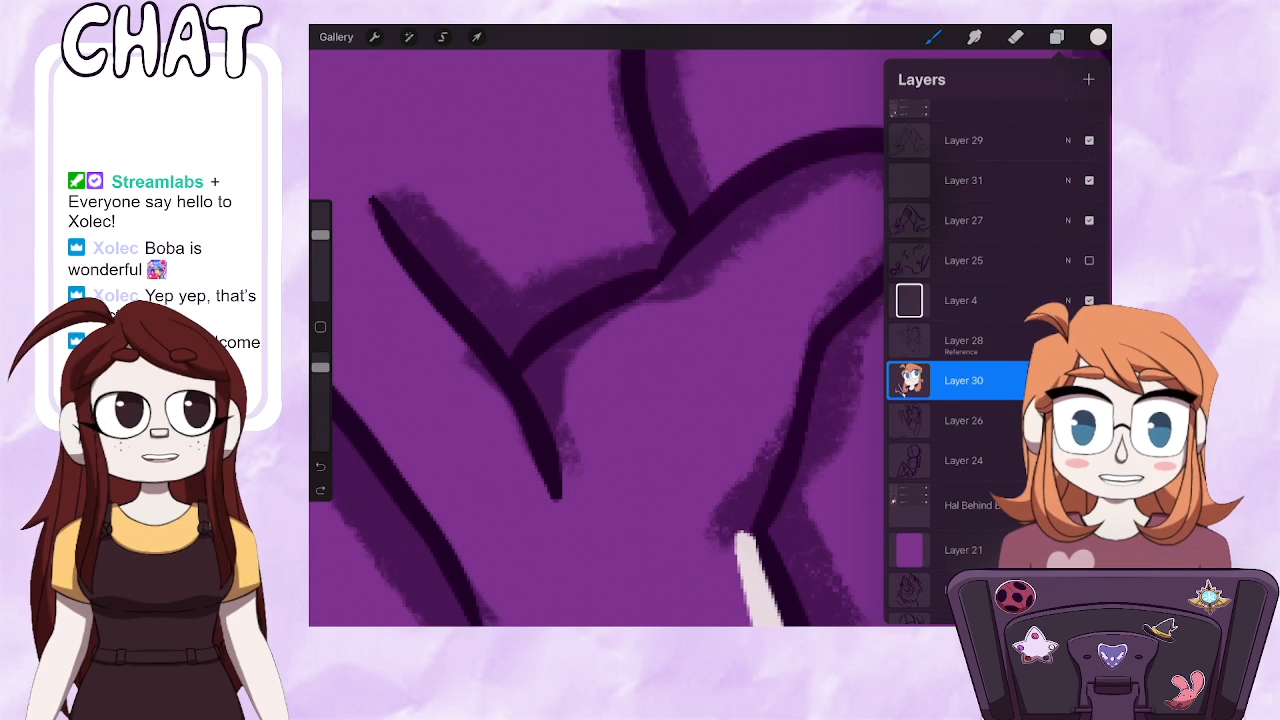 CHAT
Streamlabs +
Everyone say hello to
Xolec!
Xolec Boba is
wonderful
Xolec Yep yep, that's
come
Gallery
Layers
Layer 29 N
Layer 31 N
Layer 27 N
Layer 25 N
Layer 4 N
Layer 28
Reference
Layer 30
Layer 26
Layer 24
Hal Behind
Layer 21